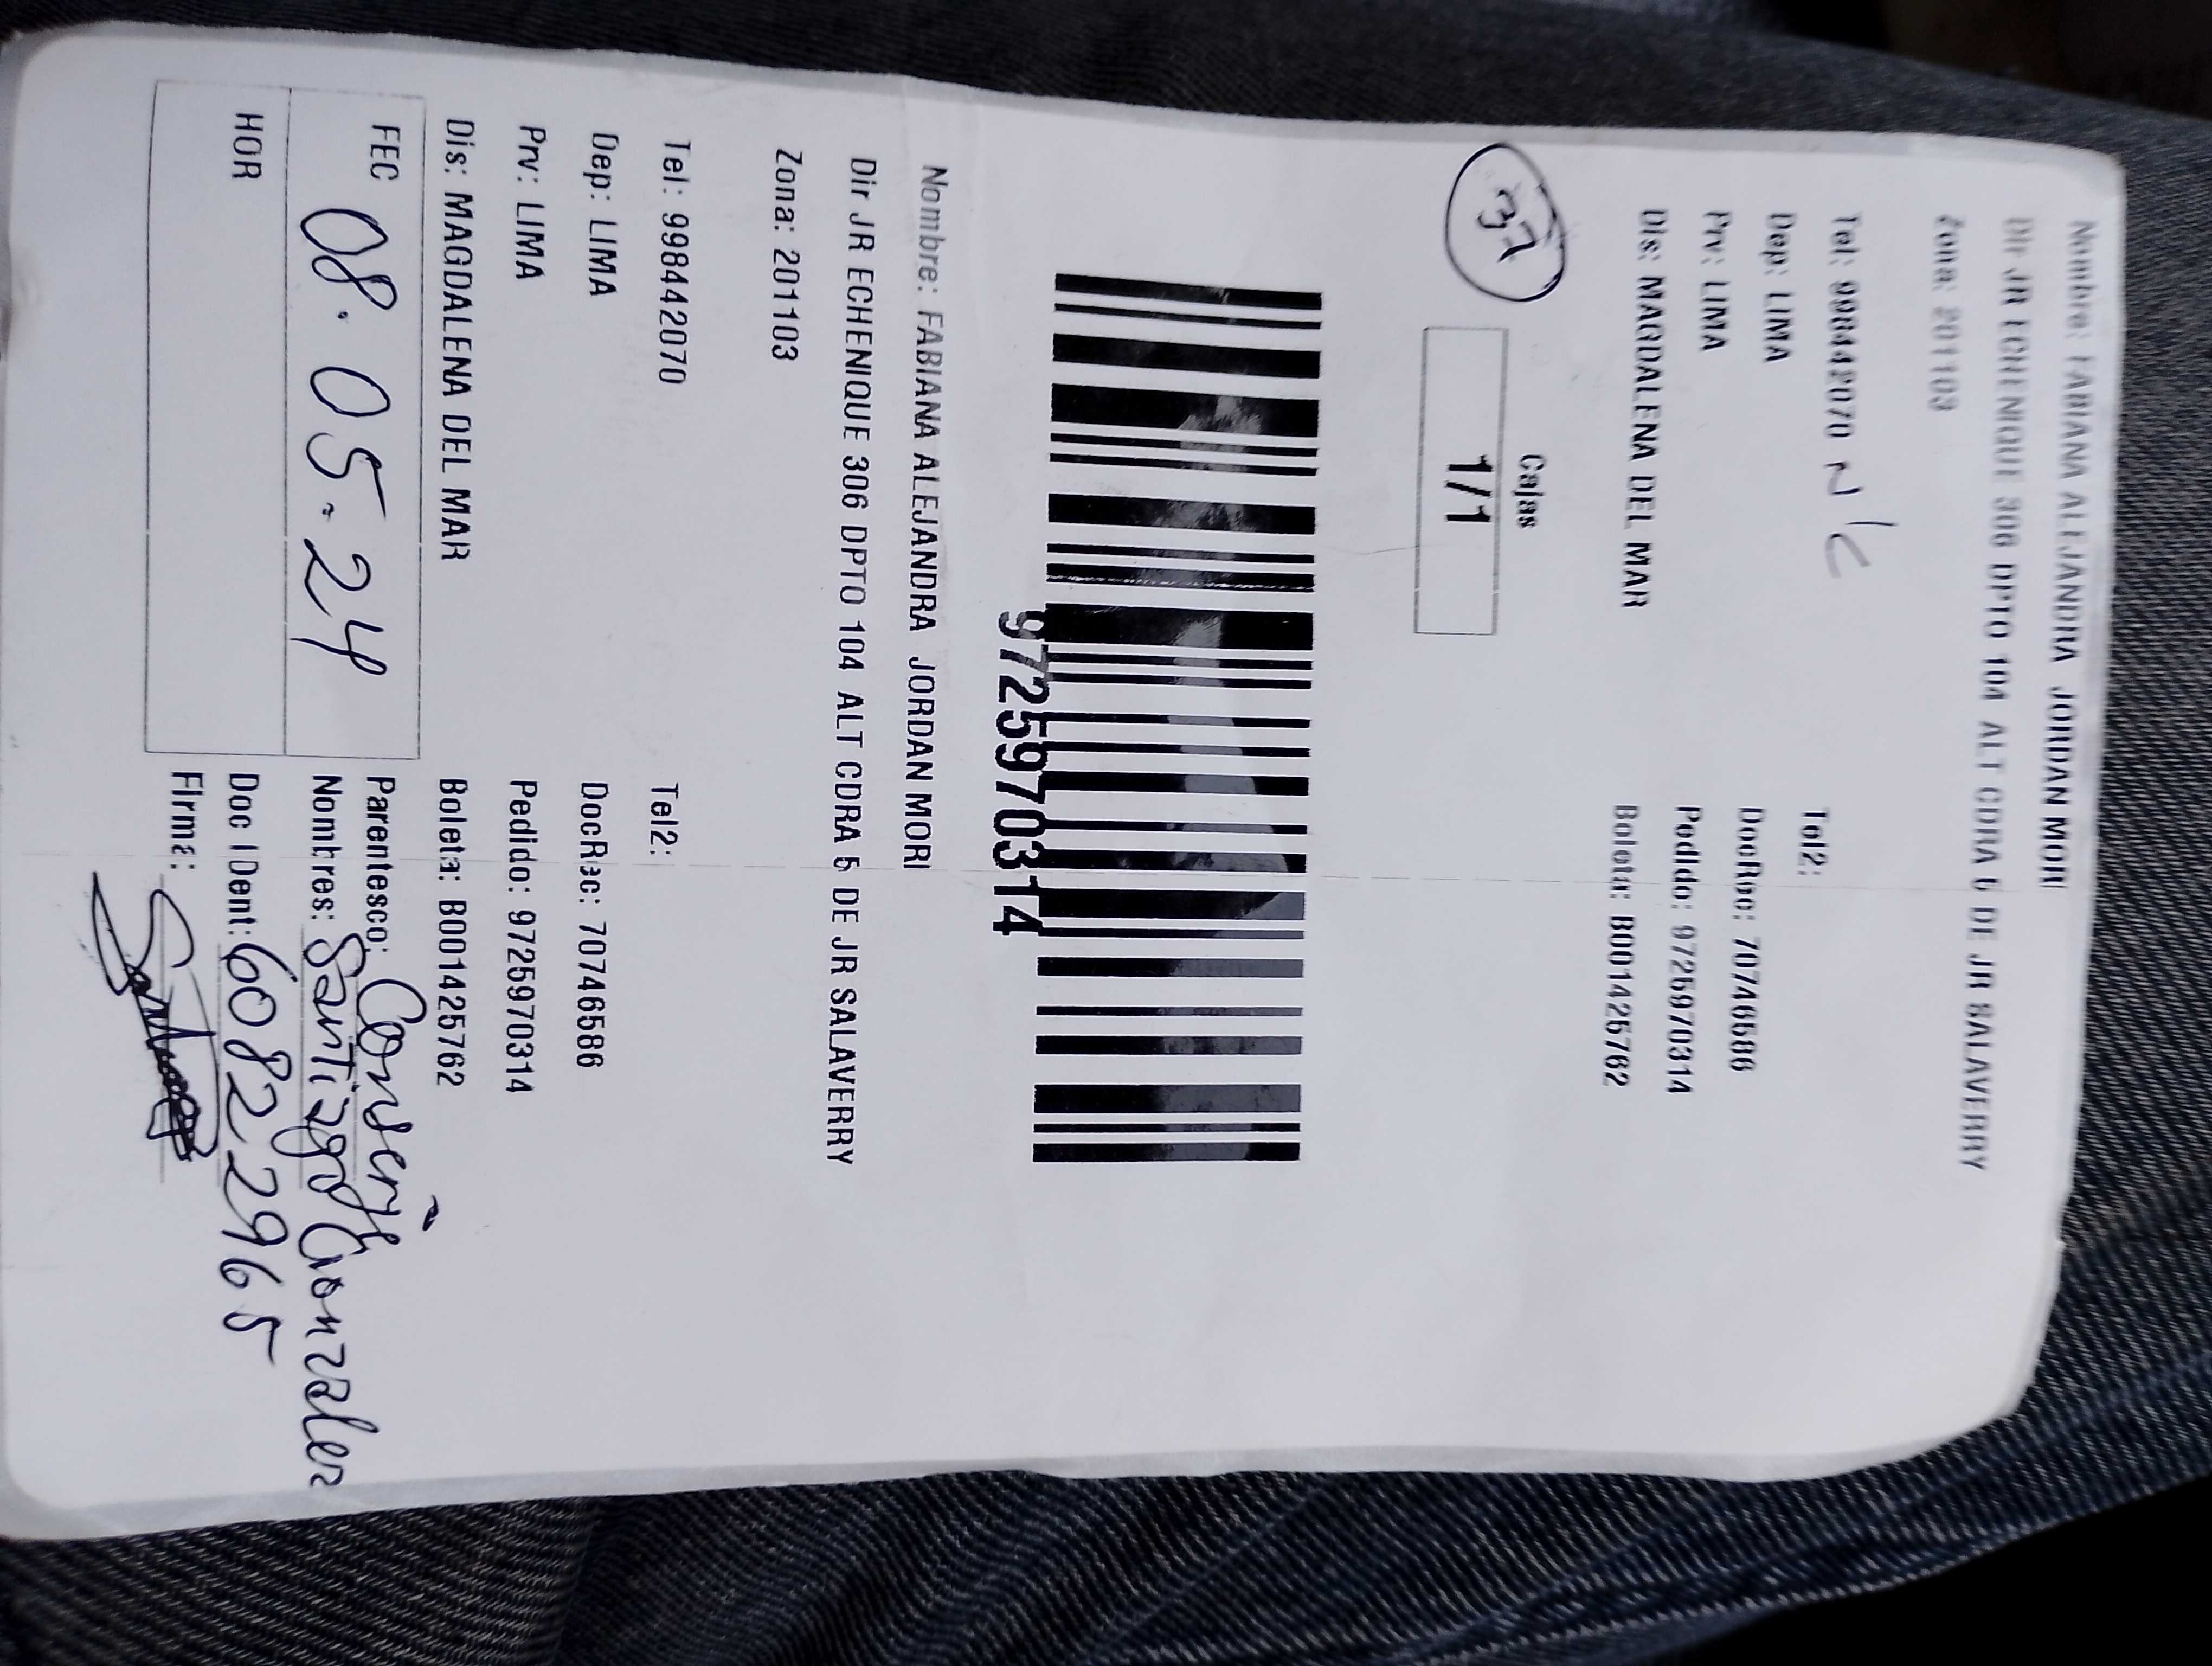 Nombre: FABIANA ALEJANDRA JORDAN MORI
Dir JR ECHENIQUE 306 DPTO 104 ALT CDRA 5 DE JR SALAVERRY
Zona: 201103
Tel: 998442070 N C Tel2:
Dep: LIMA DocRec: 70746586
Prv: LIMA Pedido: 9725970314
Dis: MAGDALENA DEL MAR Boleta: B001425762
37
Cajas
1/1
9725970314
Nombre: FABIANA ALEJANDRA JORDAN MORI
Dir JR ECHENIQUE 306 DPTO 104 ALT CDRA 5 DE JR SALAVERRY
Zona: 201103
Tel: 998442070 Tel2:
Dep: LIMA DocRec: 70746586
Prv: LIMA Pedido: 9725970314
Dis: MAGDALENA DEL MAR Boleta: B001425762
FEC 08.05.24 Parentesco: Conserje
Nombres: Santiago Gonzales
HOR Doc IDent: 60822965
Firma: